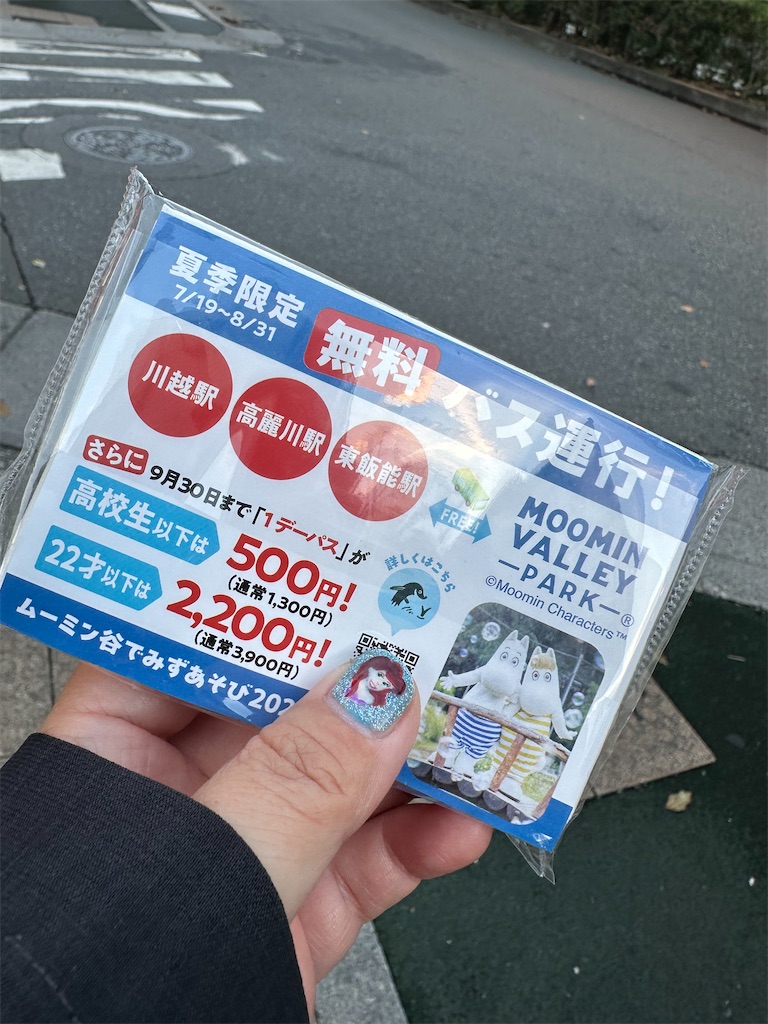 夏季限定
7/19~8/31
無料バス運行!
川越駅
高麗川駅
東飯能駅
FREE!
さらに
9月30日まで「1デーパス」が
高校生以下は
500円!
(通常1,300円)
22才以下は
2,200円!
(通常3,900円)
詳しくはこちら
MOOMIN
VALLEY
—PARK—®
©Moomin Characters™
ムーミン谷でみずあそび202